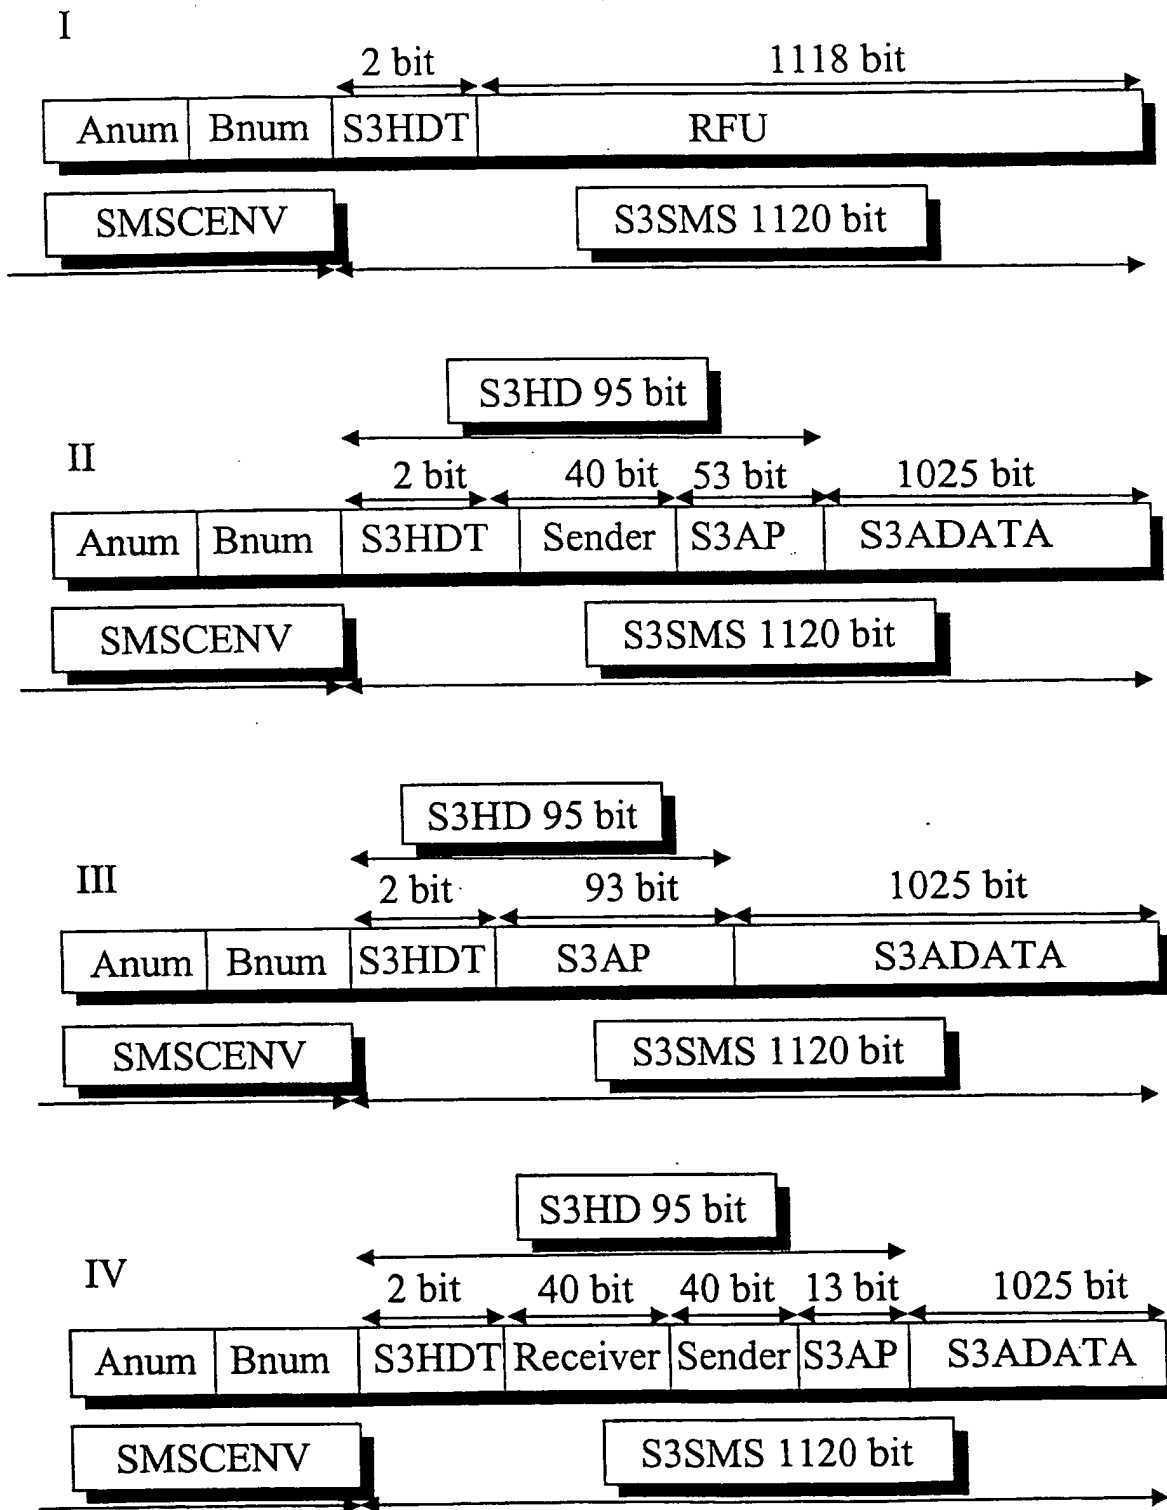 I
2 bit 1118 bit
Anum Bnum S3HDT RFU
SMSCENV S3SMS 1120 bit
S3HD 95 bit
II
2 bit 40 bit 53 bit 1025 bit
Anum Bnum S3HDT Sender S3AP S3ADATA
SMSCENV S3SMS 1120 bit
S3HD 95 bit
III
2 bit 93 bit 1025 bit
Anum Bnum S3HDT S3AP S3ADATA
SMSCENV S3SMS 1120 bit
S3HD 95 bit
IV
2 bit 40 bit 40 bit 13 bit 1025 bit
Anum Bnum S3HDT Receiver Sender S3AP S3ADATA
SMSCENV S3SMS 1120 bit